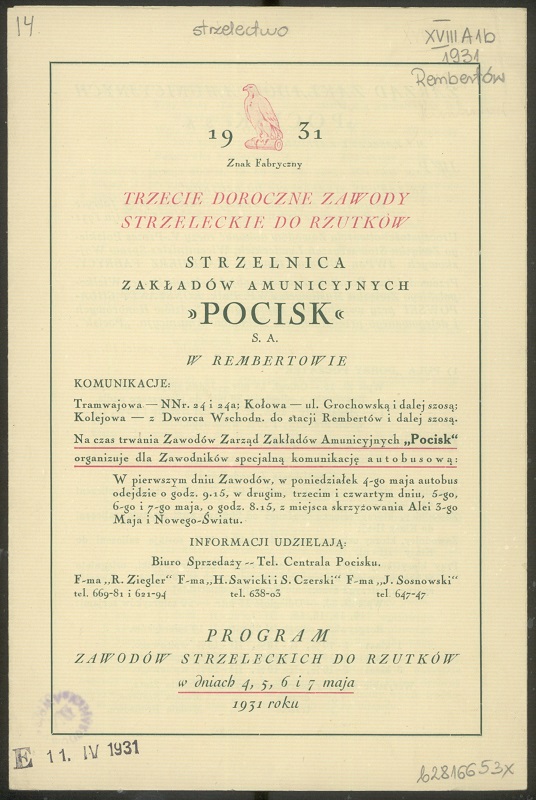 14
strzelectwo
XVIII A1b
1931
Rembertów
19 31
Znak Fabryczny
TRZECIE DOROCZNE ZAWODY
STRZELECKIE DO RZUTKÓW
STRZELNICA
ZAKŁADÓW AMUNICYJNYCH
»POCISK«
S. A.
W REMBERTOWIE
KOMUNIKACJE:
Tramwajowa — NNr. 24 i 24a; Kołowa — ul. Grochowską i dalej szosą;
Kolejowa — z Dworca Wschodn. do stacji Rembertów i dalej szosą.
Na czas trwania Zawodów Zarząd Zakładów Amunicyjnych „Pocisk"
organizuje dla Zawodników specjalną komunikację autobusową:
W pierwszym dniu Zawodów, w poniedziałek 4-go maja autobus
odejdzie o godz. 9.15, w drugim, trzecim i czwartym dniu, 5-go,
6-go i 7-go maja, o godz. 8.15, z miejsca skrzyżowania Alei 3-go
Maja i Nowego-Światu.
INFORMACJI UDZIELAJĄ:
Biuro Sprzedaży -- Tel. Centrala Pocisku.
F-ma „R. Ziegler" F-ma „H. Sawicki i S. Czerski" F-ma „J. Sosnowski"
tel. 669-81 i 621-94 tel. 638-03 tel. 647-47
PROGRAM
ZAWODÓW STRZELECKICH DO RZUTKÓW
w dniach 4, 5, 6 i 7 maja
1931 roku
E 11. IV 1931
b2816653x